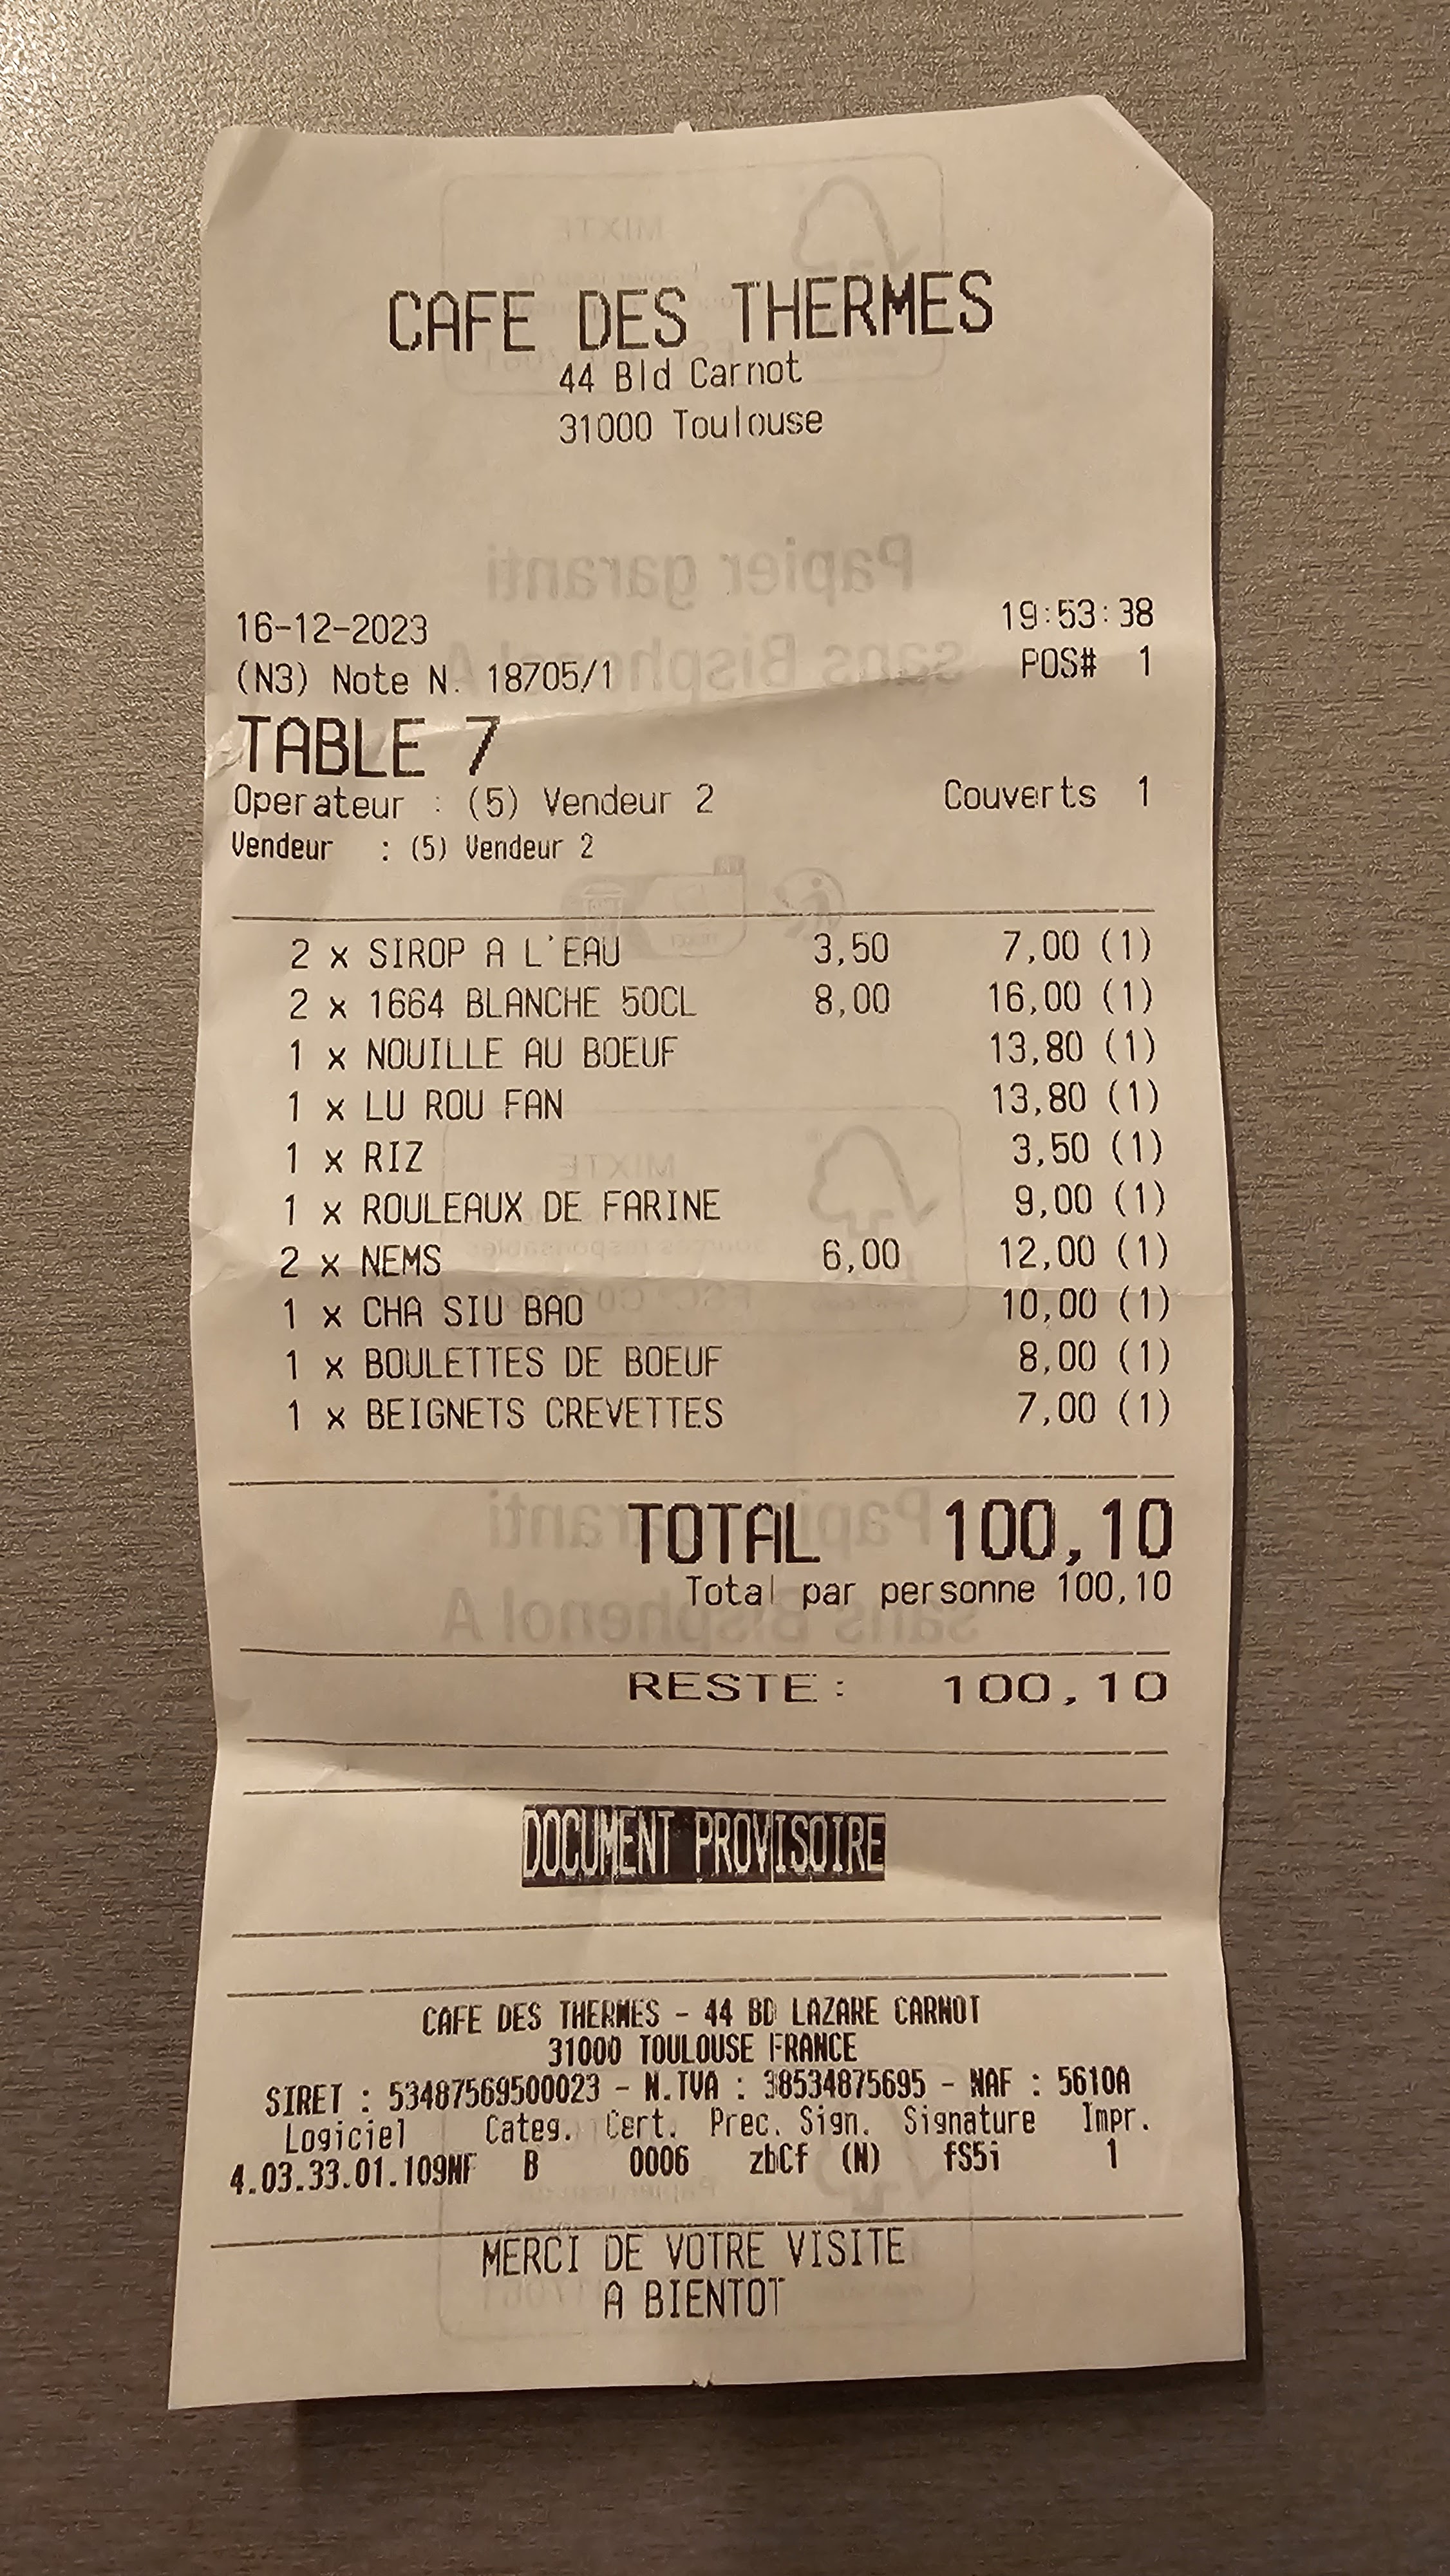 CAFE DES THERMES
44 Bld Carnot
31000 Toulouse
16-12-2023 19:53:38
(N3) Note N. 18705/1 POS# 1
TABLE 7
Operateur : (5) Vendeur 2 Couverts 1
Vendeur : (5) Vendeur 2
2 x SIROP A L'EAU 3,50 7,00 (1)
2 x 1664 BLANCHE 50CL 8,00 16,00 (1)
1 x NOUILLE AU BOEUF 13,80 (1)
1 x LU ROU FAN 13,80 (1)
1 x RIZ 3,50 (1)
1 x ROULEAUX DE FARINE 9,00 (1)
2 x NEMS 6,00 12,00 (1)
1 x CHA SIU BAO 10,00 (1)
1 x BOULETTES DE BOEUF 8,00 (1)
1 x BEIGNETS CREVETTES 7,00 (1)
TOTAL 100,10
Total par personne 100,10
RESTE: 100,10
DOCUMENT PROVISOIRE
CAFE DES THERMES - 44 BD LAZARE CARNOT
31000 TOULOUSE FRANCE
SIRET : 53487569500023 - N.TVA : 38534875695 - NAF : 5610A
Logiciel Categ. Cert. Prec. Sign. Signature Impr.
4.03.33.01.109NF B 0006 zbCf (N) fS5i 1
MERCI DE VOTRE VISITE
A BIENTOT